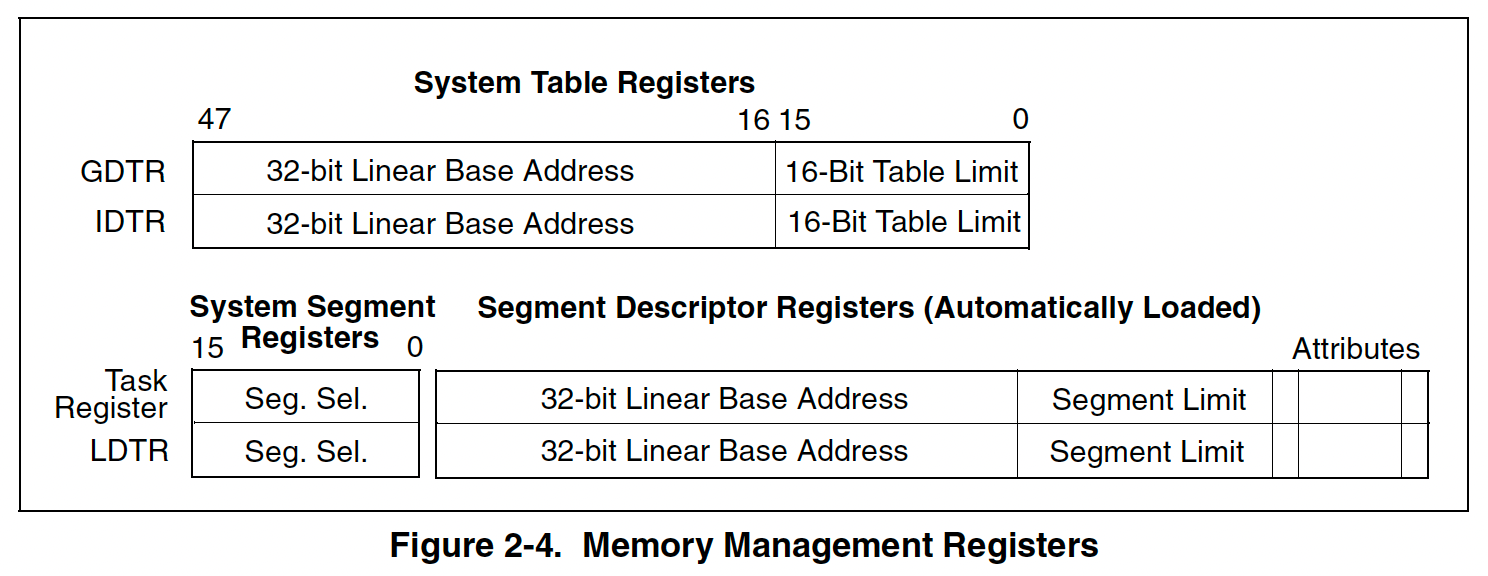 System Table Registers
47 16 15 0
GDTR 32-bit Linear Base Address 16-Bit Table Limit
IDTR 32-bit Linear Base Address 16-Bit Table Limit
System Segment Registers
Segment Descriptor Registers (Automatically Loaded)
15 0
Attributes
Task Register Seg. Sel. 32-bit Linear Base Address Segment Limit
LDTR Seg. Sel. 32-bit Linear Base Address Segment Limit
Figure 2-4. Memory Management Registers